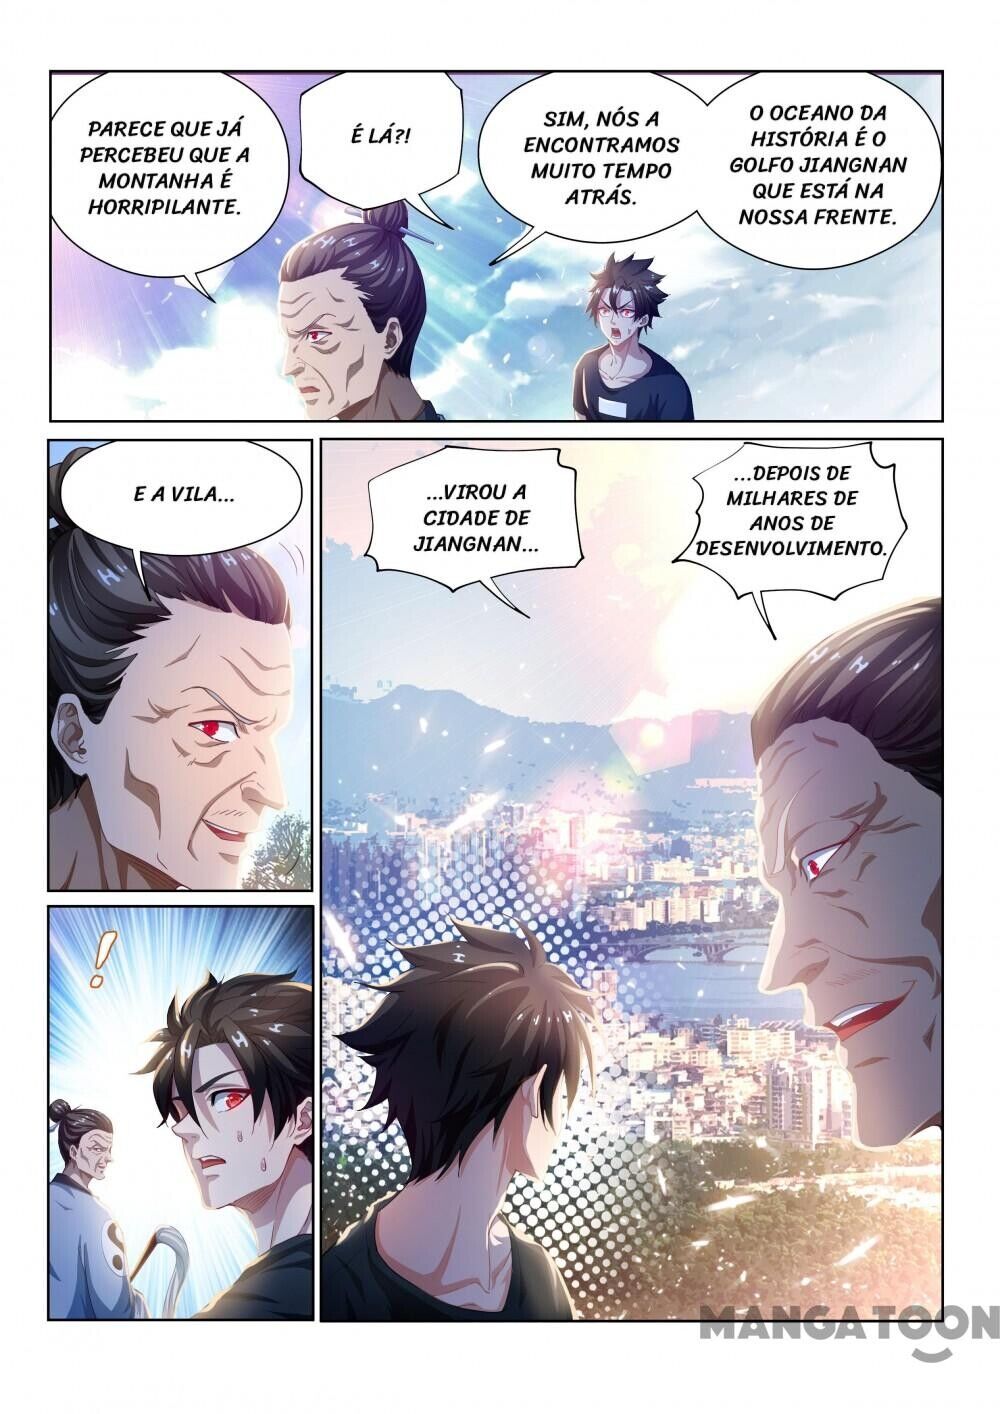 PARECE QUE JÁ
PERCEBEU QUE A
MONTANHA É
HORRIPILANTE.
É LÁ?!
SIM, NÓS A
ENCONTRAMOS
MUITO TEMPO
ATRÁS.
O OCEANO DA
HISTÓRIA É O
GOLFO JIANGNAN
QUE ESTÁ NA
NOSSA FRENTE.
E A VILA...
...VIROU A
CIDADE DE
JIANGNAN...
...DEPOIS DE
MILHARES DE
ANOS DE
DESENVOLVIMENTO.
!
MANGATOON